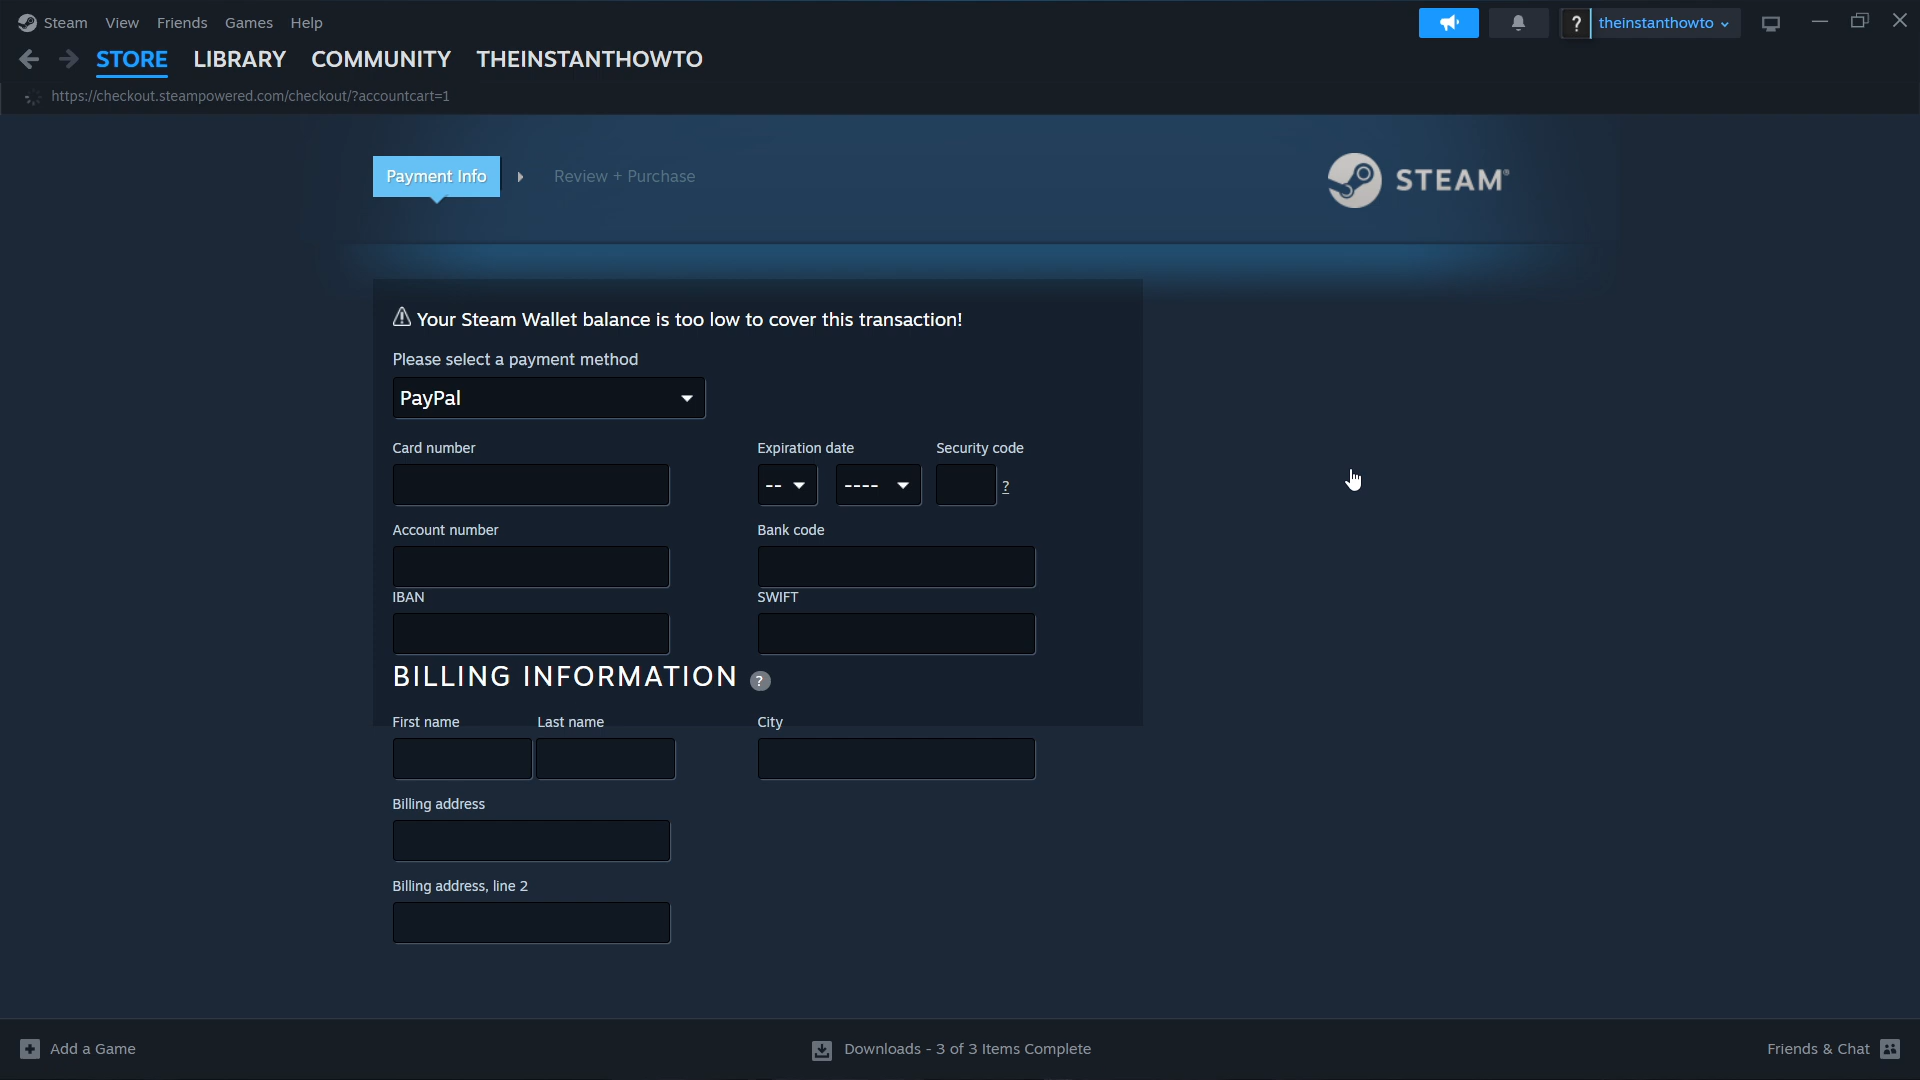 Steam View Friends Games Help
? theinstanthowto
STORE LIBRARY COMMUNITY THEINSTANTHOWTO
https://checkout.steampowered.com/checkout/?accountcart=1
Payment Info Review + Purchase
STEAM®
Your Steam Wallet balance is too low to cover this transaction!
Please select a payment method
PayPal
Card number Expiration date Security code
-- ---- ?
Account number Bank code
IBAN SWIFT
BILLING INFORMATION ?
First name Last name City
Billing address
Billing address, line 2
Add a Game Downloads - 3 of 3 Items Complete Friends & Chat